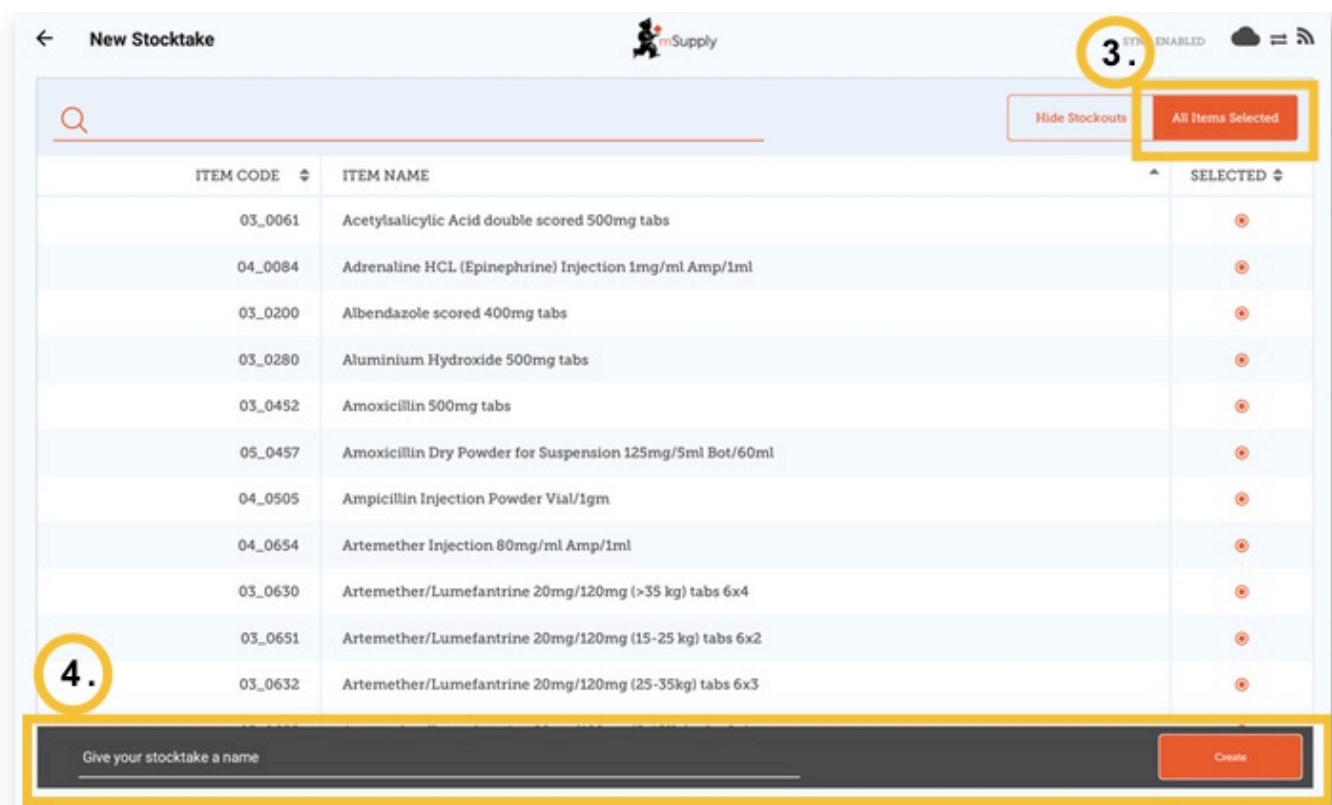 New Stocktake
mSupply
SYNC ENABLED
3.
Hide Stockouts
All Items Selected
ITEM CODE
ITEM NAME
SELECTED
03_0061 Acetylsalicylic Acid double scored 500mg tabs
04_0084 Adrenaline HCL (Epinephrine) Injection 1mg/ml Amp/1ml
03_0200 Albendazole scored 400mg tabs
03_0280 Aluminium Hydroxide 500mg tabs
03_0452 Amoxicillin 500mg tabs
05_0457 Amoxicillin Dry Powder for Suspension 125mg/5ml Bot/60ml
04_0505 Ampicillin Injection Powder Vial/1gm
04_0654 Artemether Injection 80mg/ml Amp/1ml
03_0630 Artemether/Lumefantrine 20mg/120mg (>35 kg) tabs 6x4
03_0651 Artemether/Lumefantrine 20mg/120mg (15-25 kg) tabs 6x2
4.
03_0632 Artemether/Lumefantrine 20mg/120mg (25-35kg) tabs 6x3
Give your stocktake a name
Create